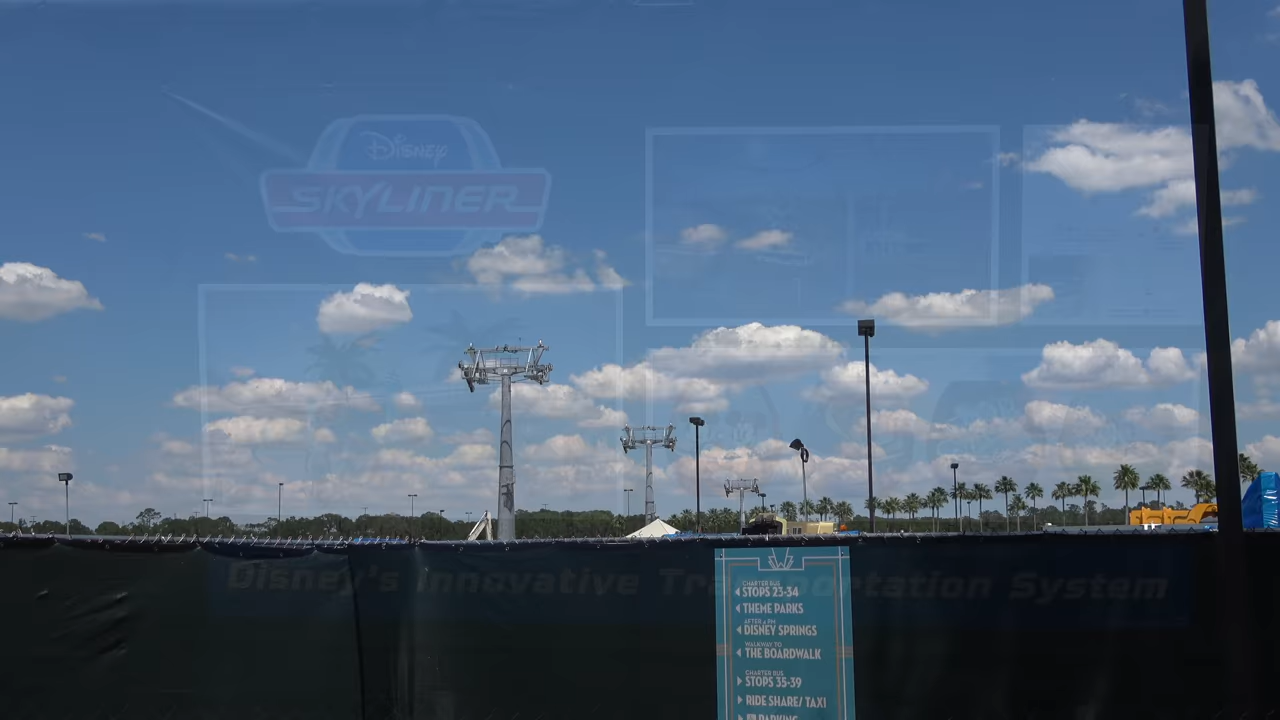 Disney
SKYLINER
Disney's Innovative Transportation System
CHARTER BUS
STOPS 23-34
THEME PARKS
AFTER 4 PM
DISNEY SPRINGS
WALKWAY TO
THE BOARDWALK
CHARTER BUS
STOPS 35-39
RIDE SHARE/ TAXI
PARKING